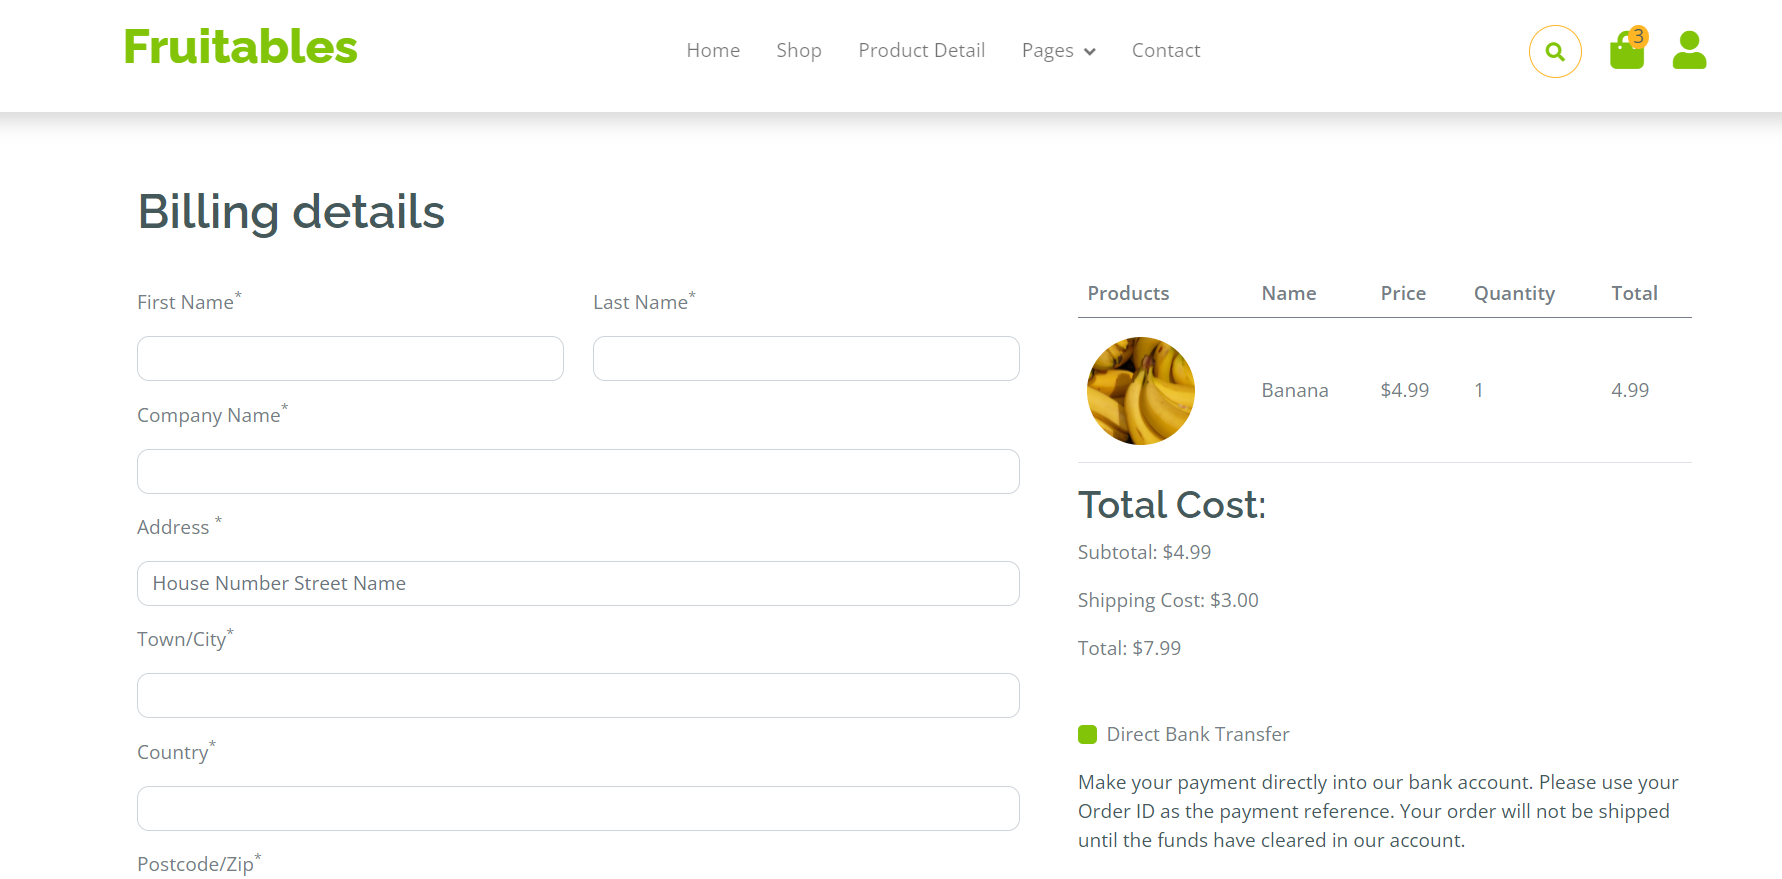 Fruitables
Home Shop Product Detail Pages Contact
3
Billing details
First Name* Last Name*
Company Name*
Address *
House Number Street Name
Town/City*
Country*
Postcode/Zip*
Products Name Price Quantity Total
Banana $4.99 1 4.99
Total Cost:
Subtotal: $4.99
Shipping Cost: $3.00
Total: $7.99
Direct Bank Transfer
Make your payment directly into our bank account. Please use your
Order ID as the payment reference. Your order will not be shipped
until the funds have cleared in our account.